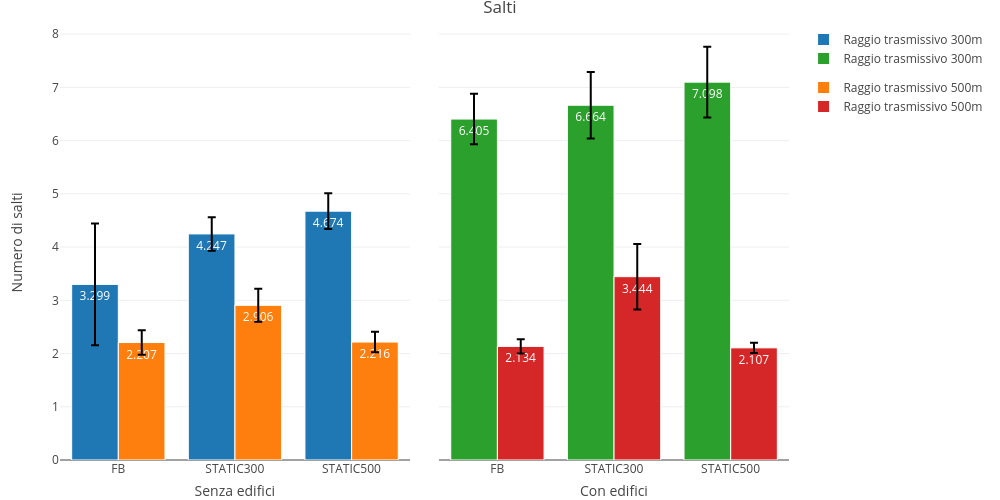 Salti
Numero di salti
8
7
6
5
4
3
2
1
0
3.299
2.207
4.247
2.906
4.674
2.216
FB
STATIC300
STATIC500
Senza edifici
6.405
2.134
6.664
3.444
7.098
2.107
FB
STATIC300
STATIC500
Con edifici
Raggio trasmissivo 300m
Raggio trasmissivo 300m
Raggio trasmissivo 500m
Raggio trasmissivo 500m